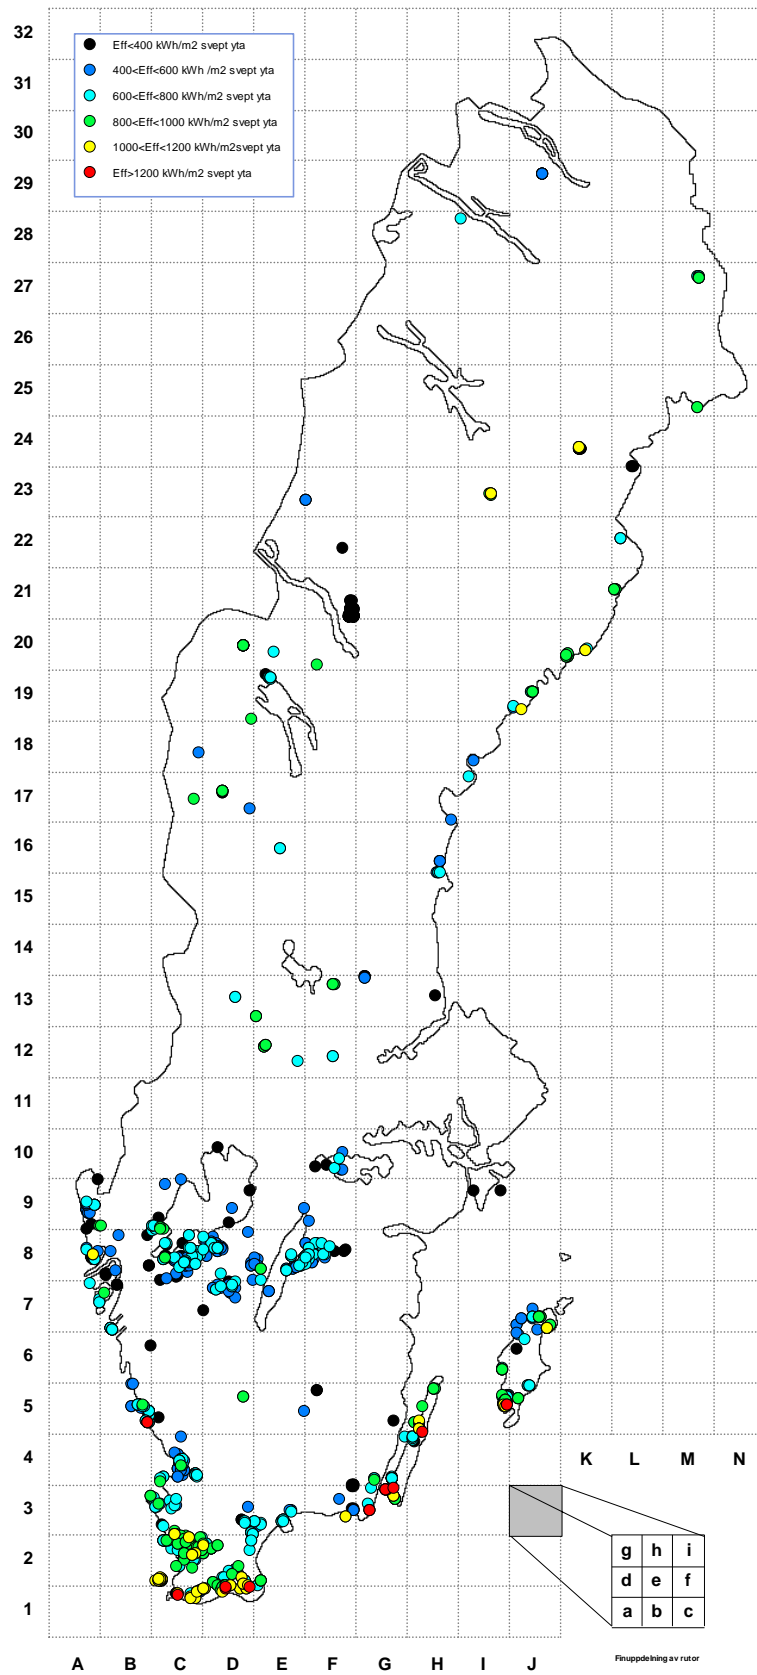 32
Eff<400 kWh/m2 svept yta
400<Eff<600 kWh /m2 svept yta
31
600<Eff<800 kWh/m2 svept yta
800<Eff<1000 kWh/m2 svept yta
30
1000<Eff<1200 kWh/m2svept yta
Eff>1200 kWh/m2 svept yta
29
28
27
26
25
24
23
22
21
20
19
18
17
16
15
14
13
12
11
10
9
8
7
6
5
4
K L M N
3
g h i
2
d e f
a b c
1
A B C D E F G H I J
Finuppdelning av rutor